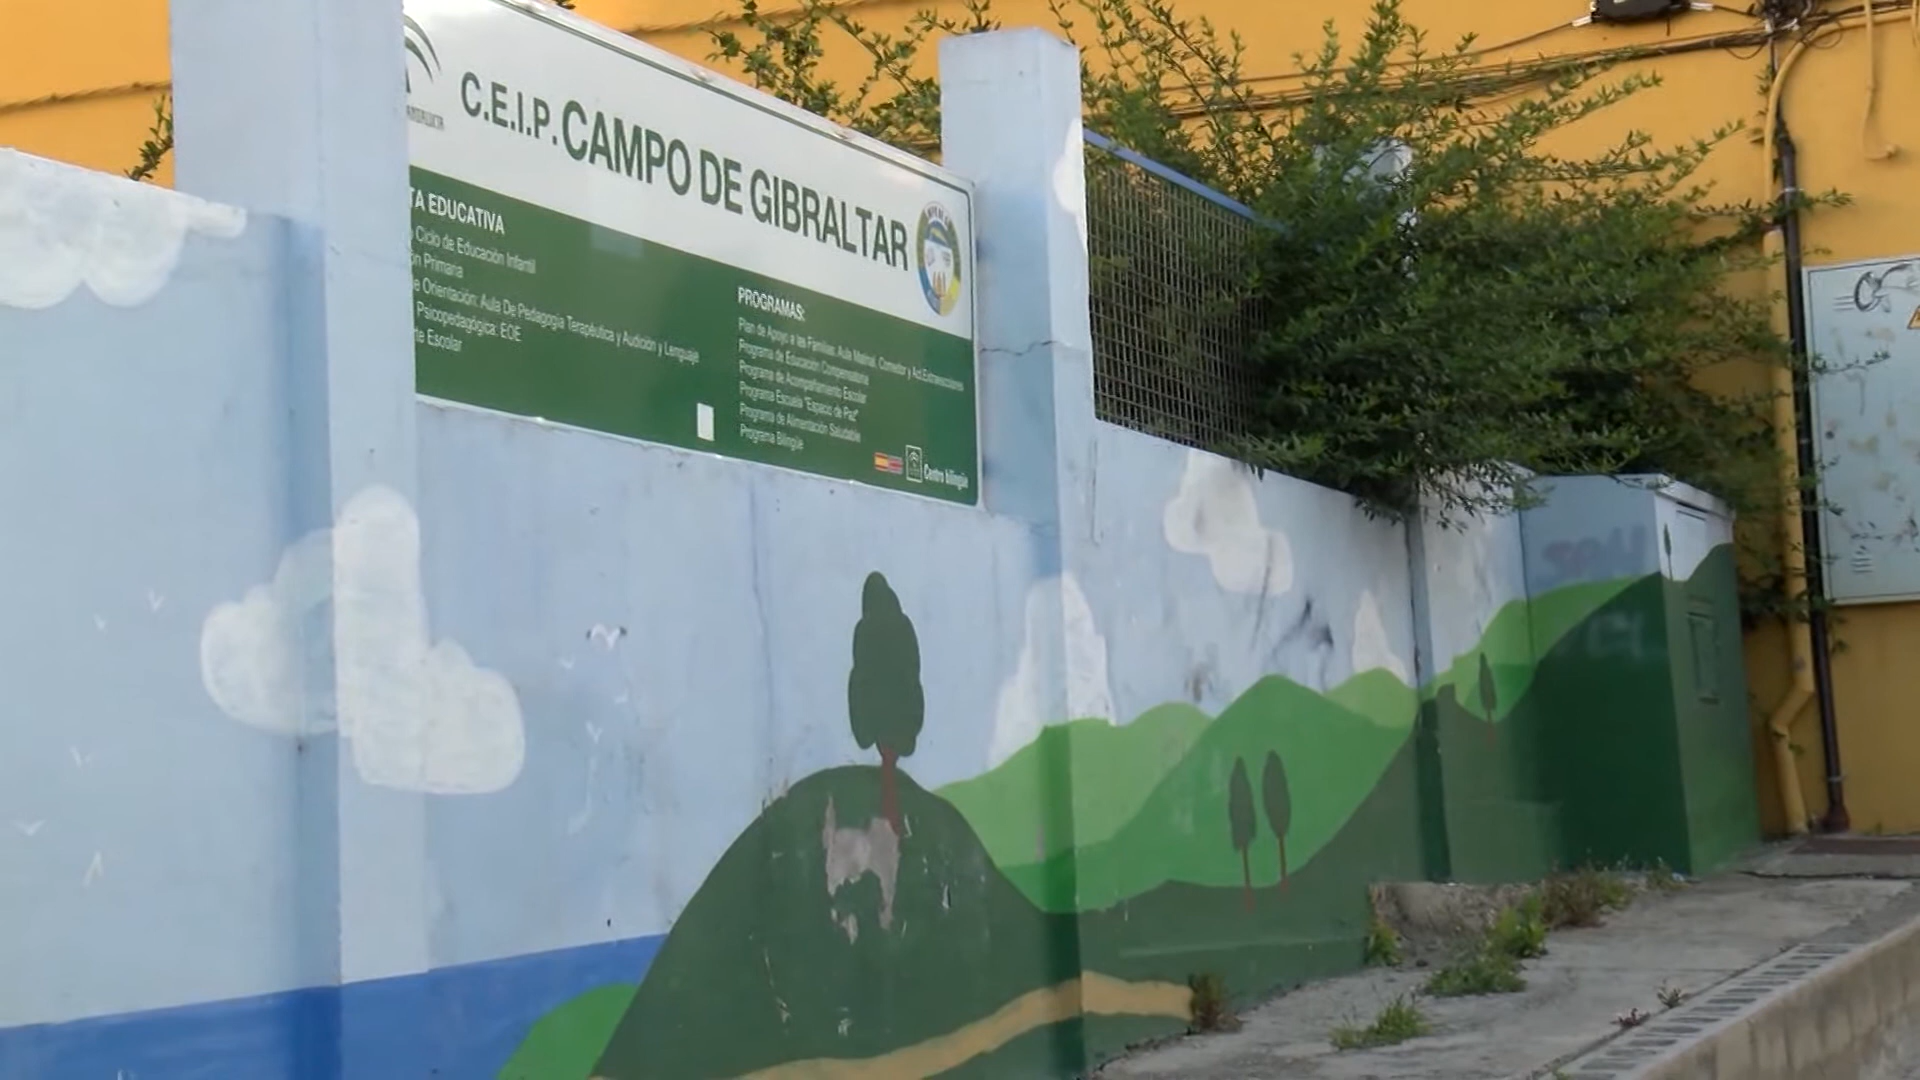 C.E.I.P. CAMPO DE GIBRALTAR
TA EDUCATIVA
Ciclo de Educación Infantil
ón Primaria
e Orientación: Aula De Pedagogía Terapéutica y Audición y Lenguaje
Psicopedagógica: EOE
te Escolar
PROGRAMAS:
Plan de Apoyo a las Familias: Aula Matinal, Comedor y Act.Extraescolares
Programa de Educación Compensatoria
Programa de Acompañamiento Escolar
Programa Escuela "Espacio de Paz"
Programa de Alimentación Saludable
Programa Bilingüe
Centro bilingüe